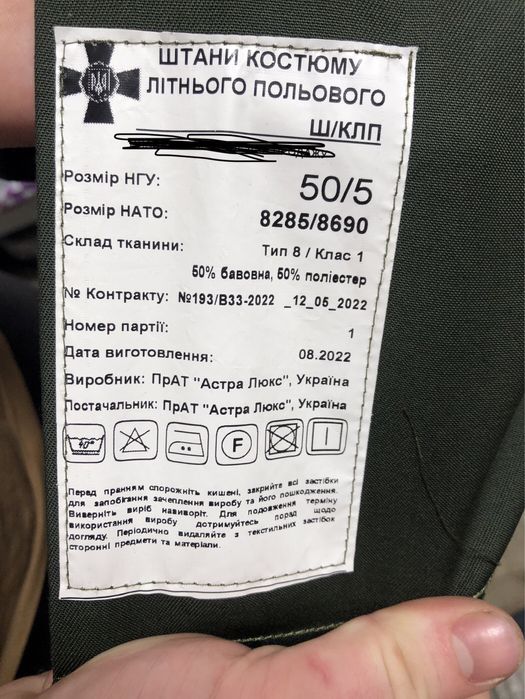 ШТАНИ КОСТЮМУ
ЛІТНЬОГО ПОЛЬОВОГО
Ш/КЛП
Розмір НГУ: 50/5
Розмір НАТО: 8285/8690
Склад тканини: Тип 8 / Клас 1
50% бавовна, 50% поліестер
№ Контракту: №193/ВЗЗ-2022 _12_05_2022
Номер партії: 1
Дата виготовлення: 08.2022
Виробник: ПрАТ "Астра Люкс", Україна
Постачальник: ПрАТ "Астра Люкс", Україна
40° F
Перед пранням спорожніть кишені, закрийте всі застібки
для запобігання зачеплення виробу та його пошкодження.
Виверніть виріб навиворіт. Для подовження терміну
використання виробу дотримуйтесь порад щодо
догляду. Періодично видаляйте з текстильних застібок
сторонні предмети та матеріали.